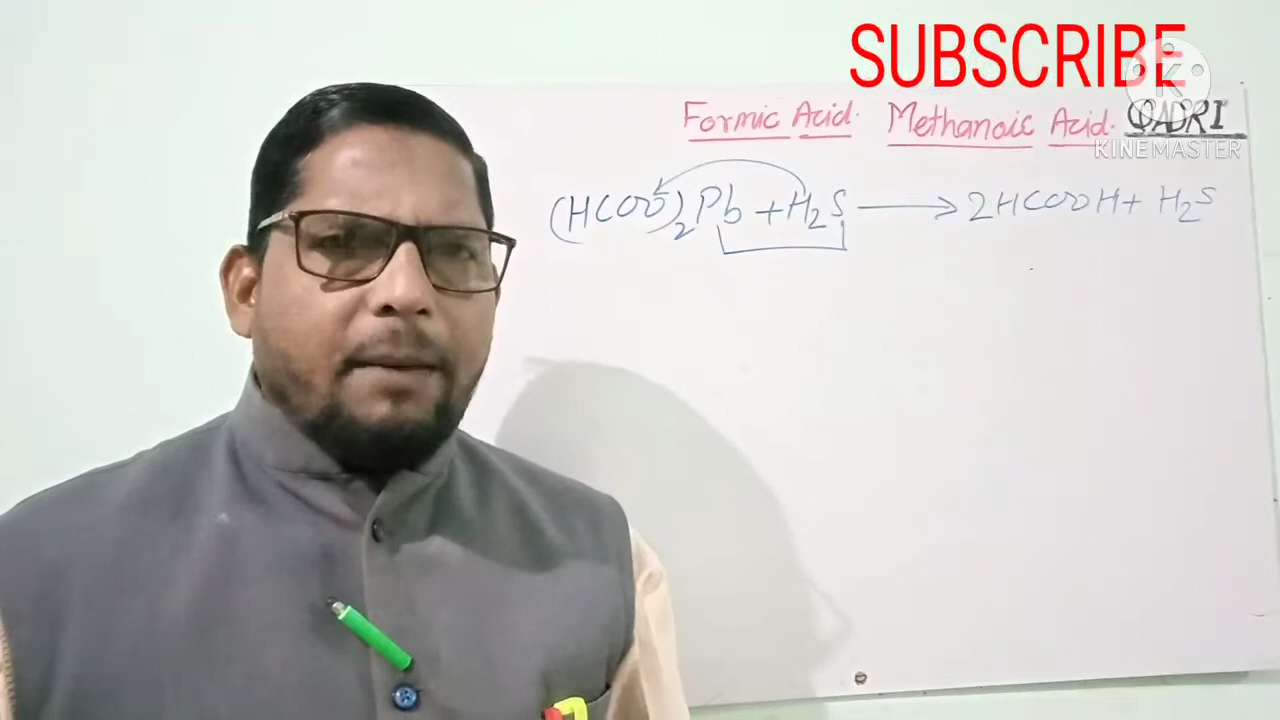 SUBSCRIBE
Formic Acid. Methanoic Acid. QADRI
KINEMASTER
(HCOO)₂Pb + H₂S ⟶ 2HCOOH + H₂S